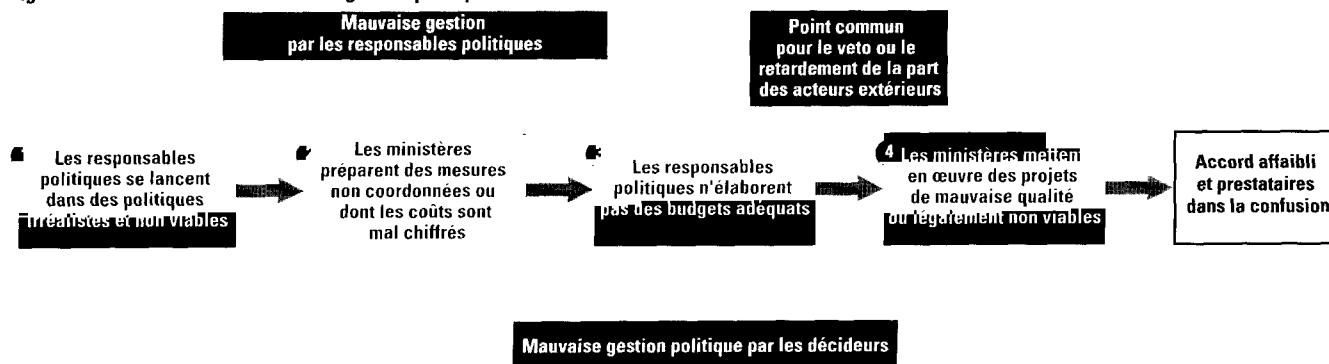 Mauvaise gestion
par les responsables politiques
Point commun
pour le veto ou le
retardement de la part
des acteurs extérieurs
Les responsables
politiques se lancent
dans des politiques
irréalistes et non viables
Les ministères
préparent des mesures
non coordonnées ou
dont les coûts sont
mal chiffrés
Les responsables
politiques n'élaborent
pas des budgets adéquats
4 Les ministères metten
en œuvre des projets
de mauvaise qualité
ou légalement non viables
Accord affaibli
et prestataires
dans la confusion
Mauvaise gestion politique par les décideurs